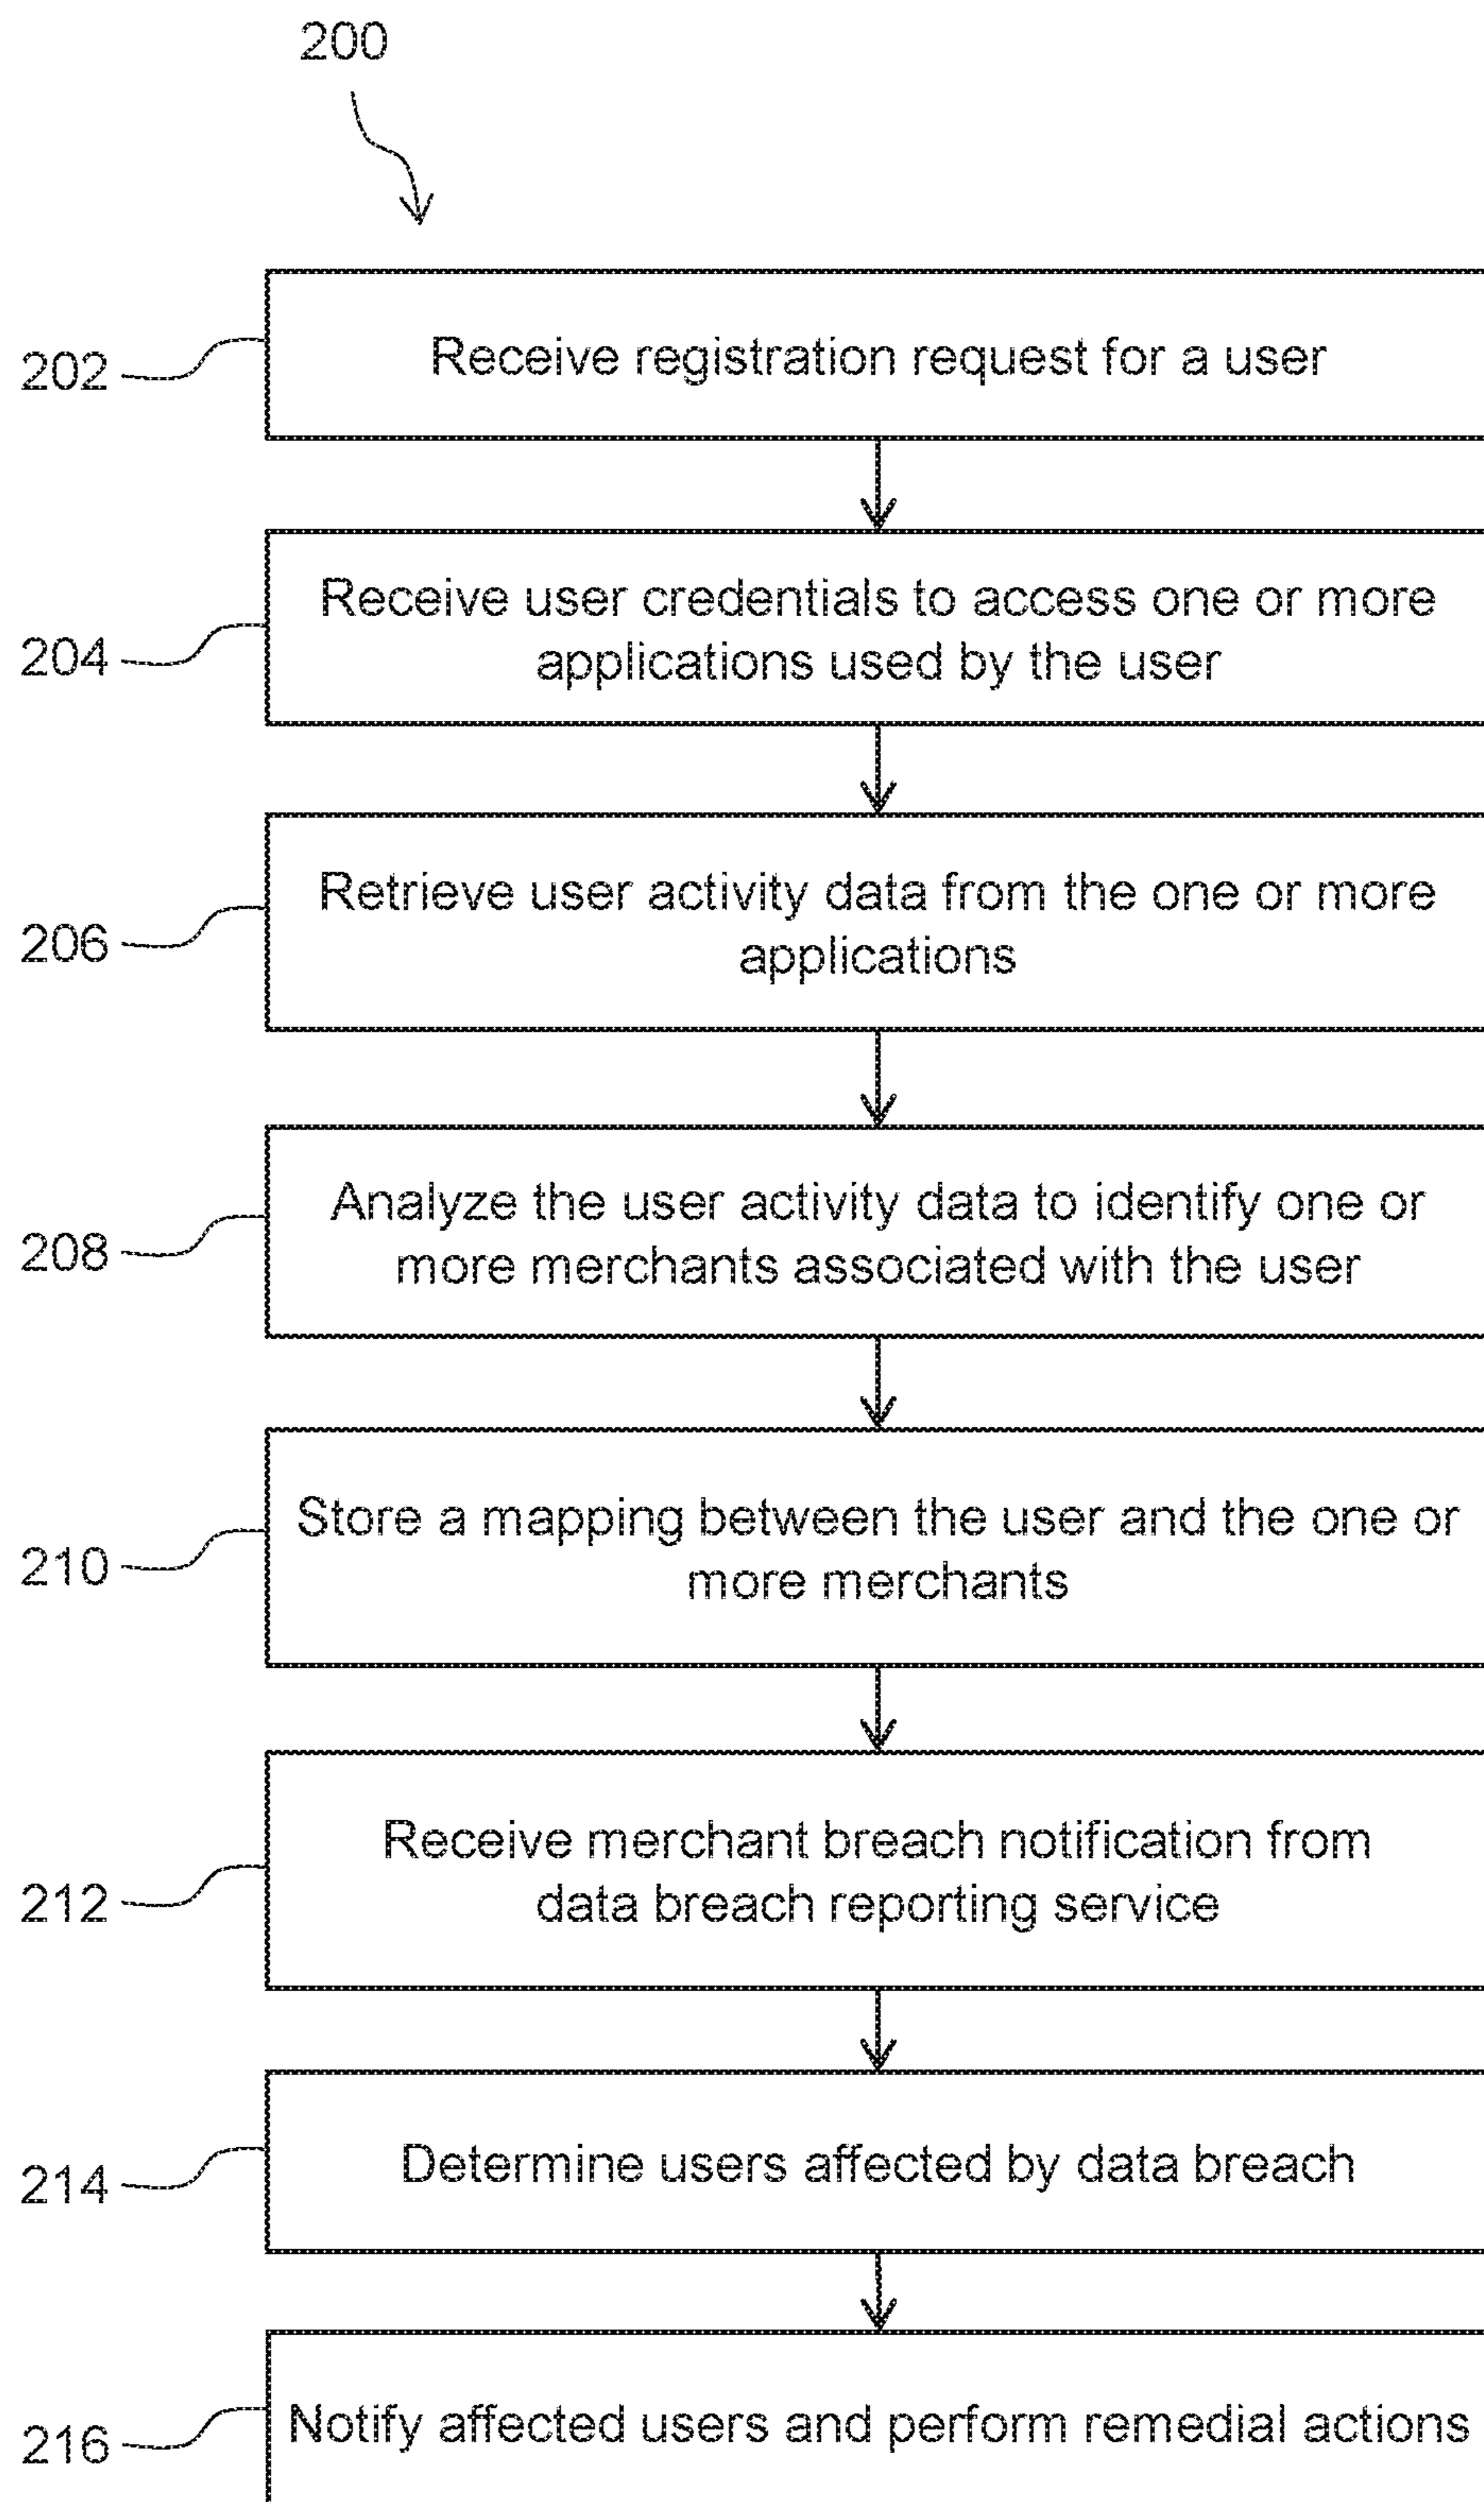 200
202
Receive registration request for a user
204
Receive user credentials to access one or more
applications used by the user
206
Retrieve user activity data from the one or more
applications
208
Analyze the user activity data to identify one or
more merchants associated with the user
210
Store a mapping between the user and the one or
more merchants
212
Receive merchant breach notification from
data breach reporting service
214
Determine users affected by data breach
216
Notify affected users and perform remedial actions